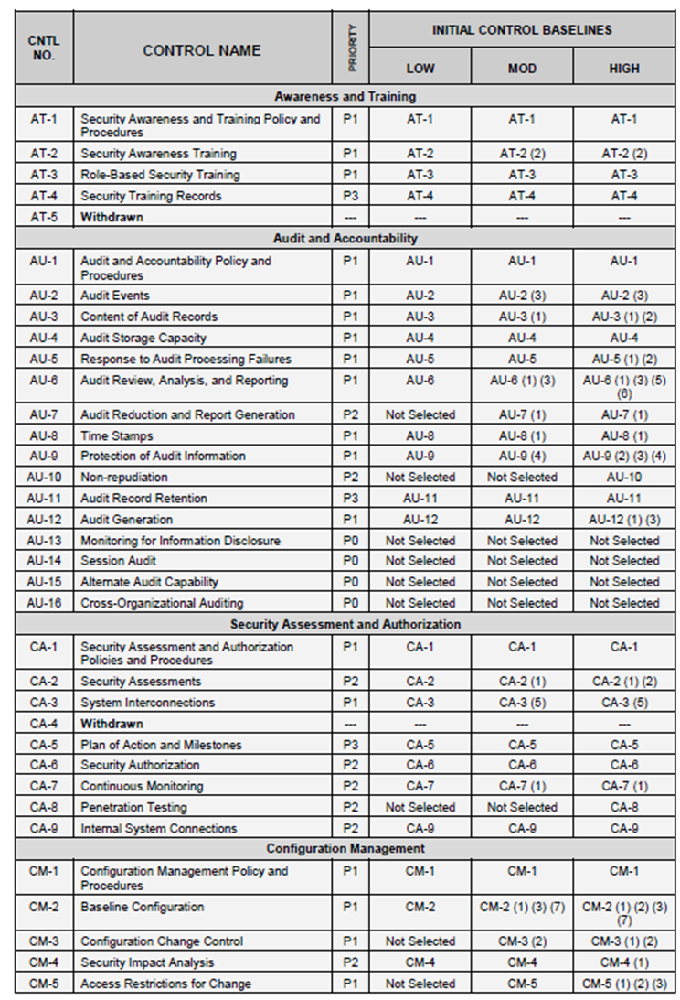 CNTL NO. CONTROL NAME PRIORITY INITIAL CONTROL BASELINES
LOW MOD HIGH
Awareness and Training
AT-1 Security Awareness and Training Policy and P1 AT-1 AT-1 AT-1
Procedures
AT-2 Security Awareness Training P1 AT-2 AT-2 (2) AT-2 (2)
AT-3 Role-Based Security Training P1 AT-3 AT-3 AT-3
AT-4 Security Training Records P3 AT-4 AT-4 AT-4
AT-5 Withdrawn --- --- --- ---
Audit and Accountability
AU-1 Audit and Accountability Policy and P1 AU-1 AU-1 AU-1
Procedures
AU-2 Audit Events P1 AU-2 AU-2 (3) AU-2 (3)
AU-3 Content of Audit Records P1 AU-3 AU-3 (1) AU-3 (1) (2)
AU-4 Audit Storage Capacity P1 AU-4 AU-4 AU-4
AU-5 Response to Audit Processing Failures P1 AU-5 AU-5 AU-5 (1) (2)
AU-6 Audit Review, Analysis, and Reporting P1 AU-6 AU-6 (1) (3) AU-6 (1) (3) (5)
(6)
AU-7 Audit Reduction and Report Generation P2 Not Selected AU-7 (1) AU-7 (1)
AU-8 Time Stamps P1 AU-8 AU-8 (1) AU-8 (1)
AU-9 Protection of Audit Information P1 AU-9 AU-9 (4) AU-9 (2) (3) (4)
AU-10 Non-repudiation P2 Not Selected Not Selected AU-10
AU-11 Audit Record Retention P3 AU-11 AU-11 AU-11
AU-12 Audit Generation P1 AU-12 AU-12 AU-12 (1) (3)
AU-13 Monitoring for Information Disclosure P0 Not Selected Not Selected Not Selected
AU-14 Session Audit P0 Not Selected Not Selected Not Selected
AU-15 Alternate Audit Capability P0 Not Selected Not Selected Not Selected
AU-16 Cross-Organizational Auditing P0 Not Selected Not Selected Not Selected
Security Assessment and Authorization
CA-1 Security Assessment and Authorization P1 CA-1 CA-1 CA-1
Policies and Procedures
CA-2 Security Assessments P2 CA-2 CA-2 (1) CA-2 (1) (2)
CA-3 System Interconnections P1 CA-3 CA-3 (5) CA-3 (5)
CA-4 Withdrawn --- --- --- ---
CA-5 Plan of Action and Milestones P3 CA-5 CA-5 CA-5
CA-6 Security Authorization P2 CA-6 CA-6 CA-6
CA-7 Continuous Monitoring P2 CA-7 CA-7 (1) CA-7 (1)
CA-8 Penetration Testing P2 Not Selected Not Selected CA-8
CA-9 Internal System Connections P2 CA-9 CA-9 CA-9
Configuration Management
CM-1 Configuration Management Policy and P1 CM-1 CM-1 CM-1
Procedures
CM-2 Baseline Configuration P1 CM-2 CM-2 (1) (3) (7) CM-2 (1) (2) (3)
(7)
CM-3 Configuration Change Control P1 Not Selected CM-3 (2) CM-3 (1) (2)
CM-4 Security Impact Analysis P2 CM-4 CM-4 CM-4 (1)
CM-5 Access Restrictions for Change P1 Not Selected CM-5 CM-5 (1) (2) (3)